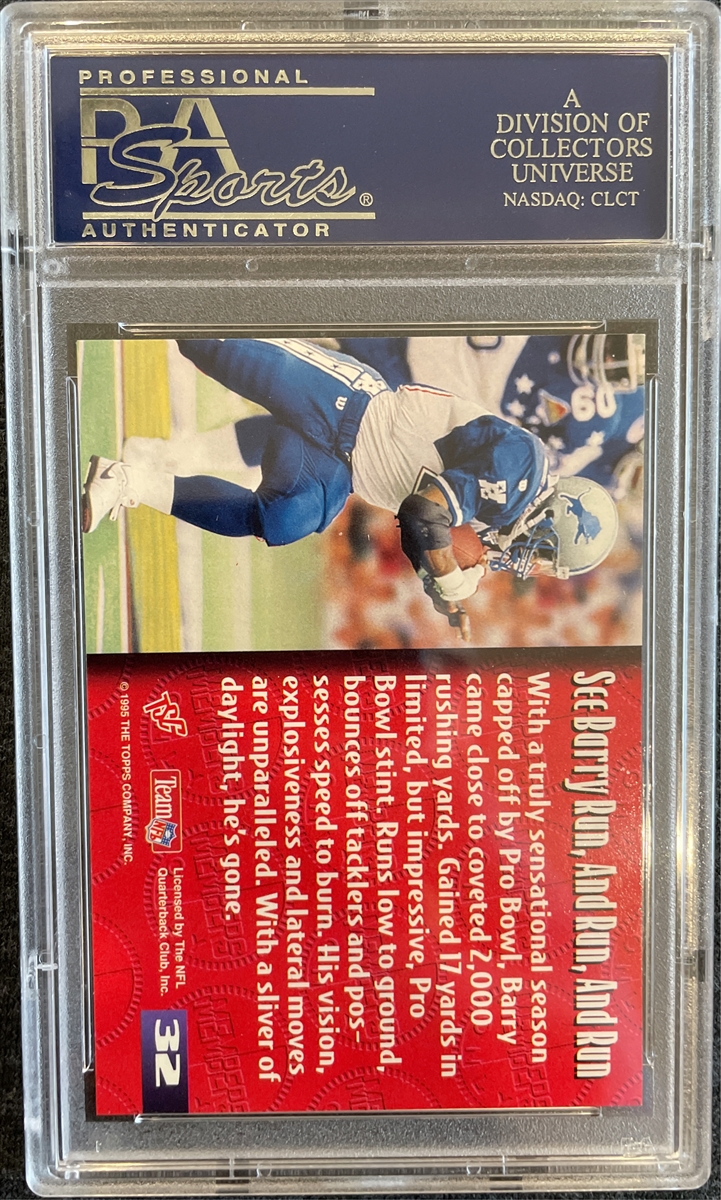 PROFESSIONAL
PSA
Sports®
AUTHENTICATOR
A
DIVISION OF
COLLECTORS
UNIVERSE
NASDAQ: CLCT
60
See Barry Run, And Run, And Run
With a truly sensational season
capped off by Pro Bowl, Barry
came close to coveted 2,000
rushing yards. Gained 17 yards in
limited, but impressive, Pro
Bowl stint. Runs low to ground,
bounces off tacklers and pos-
sesses speed to burn. His vision,
explosiveness and lateral moves
are unparalleled. With a sliver of
daylight, he's gone.
TSC
Team
NFL
Licensed by The NFL
Quarterback Club, Inc.
32
© 1995 THE TOPPS COMPANY, INC.